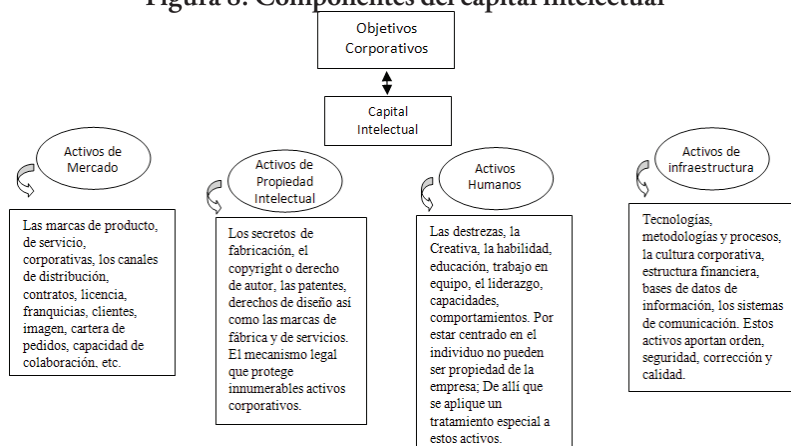 Figura 8: Componentes del capital intelectual
Objetivos
Corporativos
Capital
Intelectual
Activos de
Mercado
Las marcas de producto,
de servicio,
corporativas, los canales
de distribución,
contratos, licencia,
franquicias, clientes,
imagen, cartera de
pedidos, capacidad de
colaboración, etc.
Activos de
Propiedad
Intelectual
Los secretos de
fabricación, el
copyright o derecho
de autor, las patentes,
derechos de diseño así
como las marcas de
fábrica y de servicios.
El mecanismo legal
que protege
innumerables activos
corporativos.
Activos
Humanos
Las destrezas, la
Creativa, la habilidad,
educación, trabajo en
equipo, el liderazgo,
capacidades,
comportamientos. Por
estar centrado en el
individuo no pueden
ser propiedad de la
empresa; De allí que
se aplique un
tratamiento especial a
estos activos.
Activos de
infraestructura
Tecnologías,
metodologías y procesos,
la cultura corporativa,
estructura financiera,
bases de datos de
información, los sistemas
de comunicación. Estos
activos aportan orden,
seguridad, corrección y
calidad.